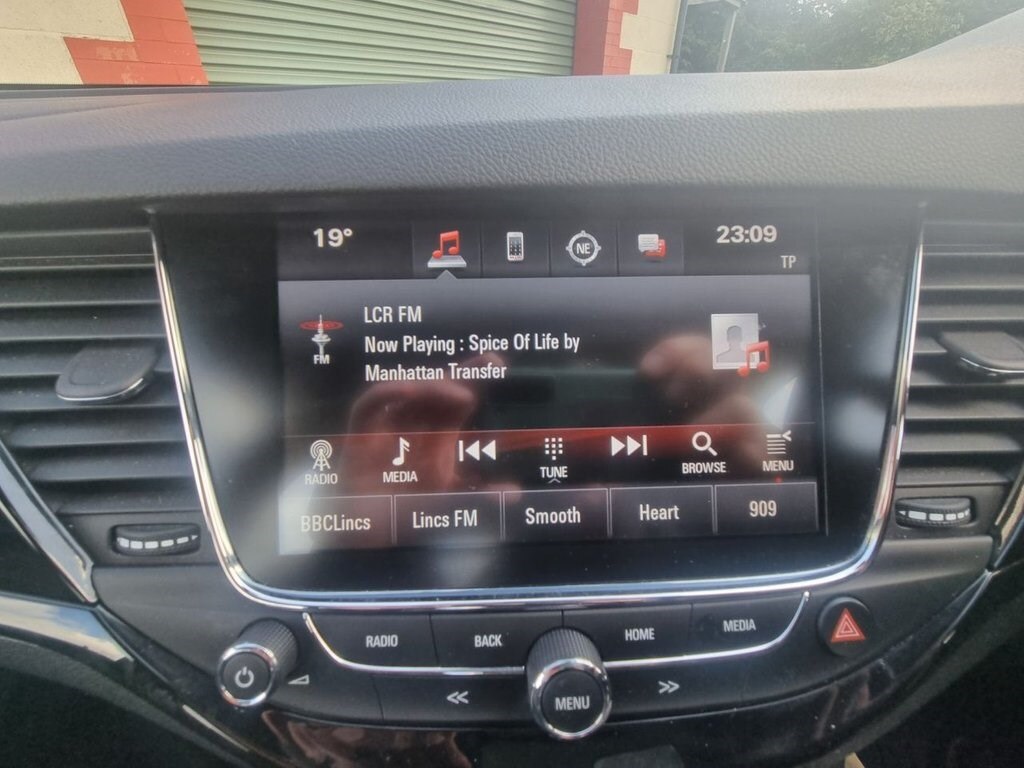 19° NE 23:09
TP
LCR FM
Now Playing : Spice Of Life by
Manhattan Transfer
FM
RADIO MEDIA TUNE BROWSE MENU
BBCLincs Lincs FM Smooth Heart 909
RADIO BACK HOME MEDIA
MENU